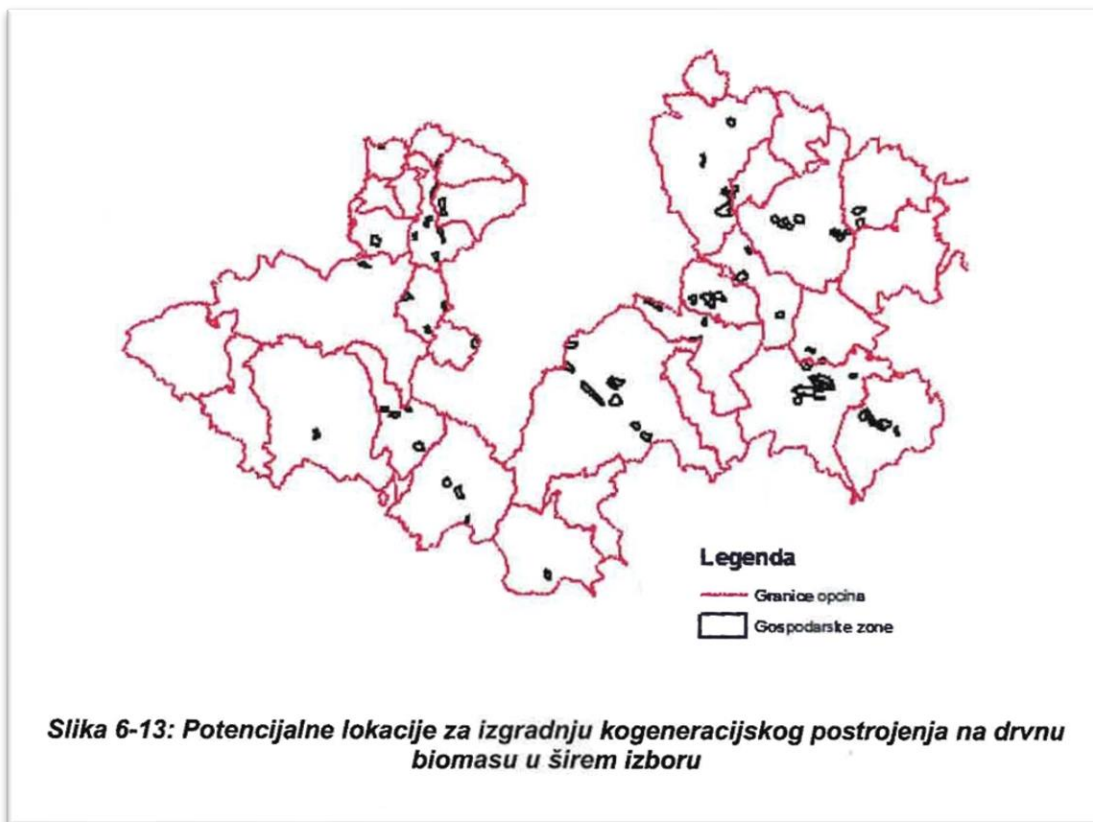 Legenda
Granice opcina
Gospodarske zone
Slika 6-13: Potencijalne lokacije za izgradnju kogeneracijskog postrojenja na drvnu
biomasu u širem izboru